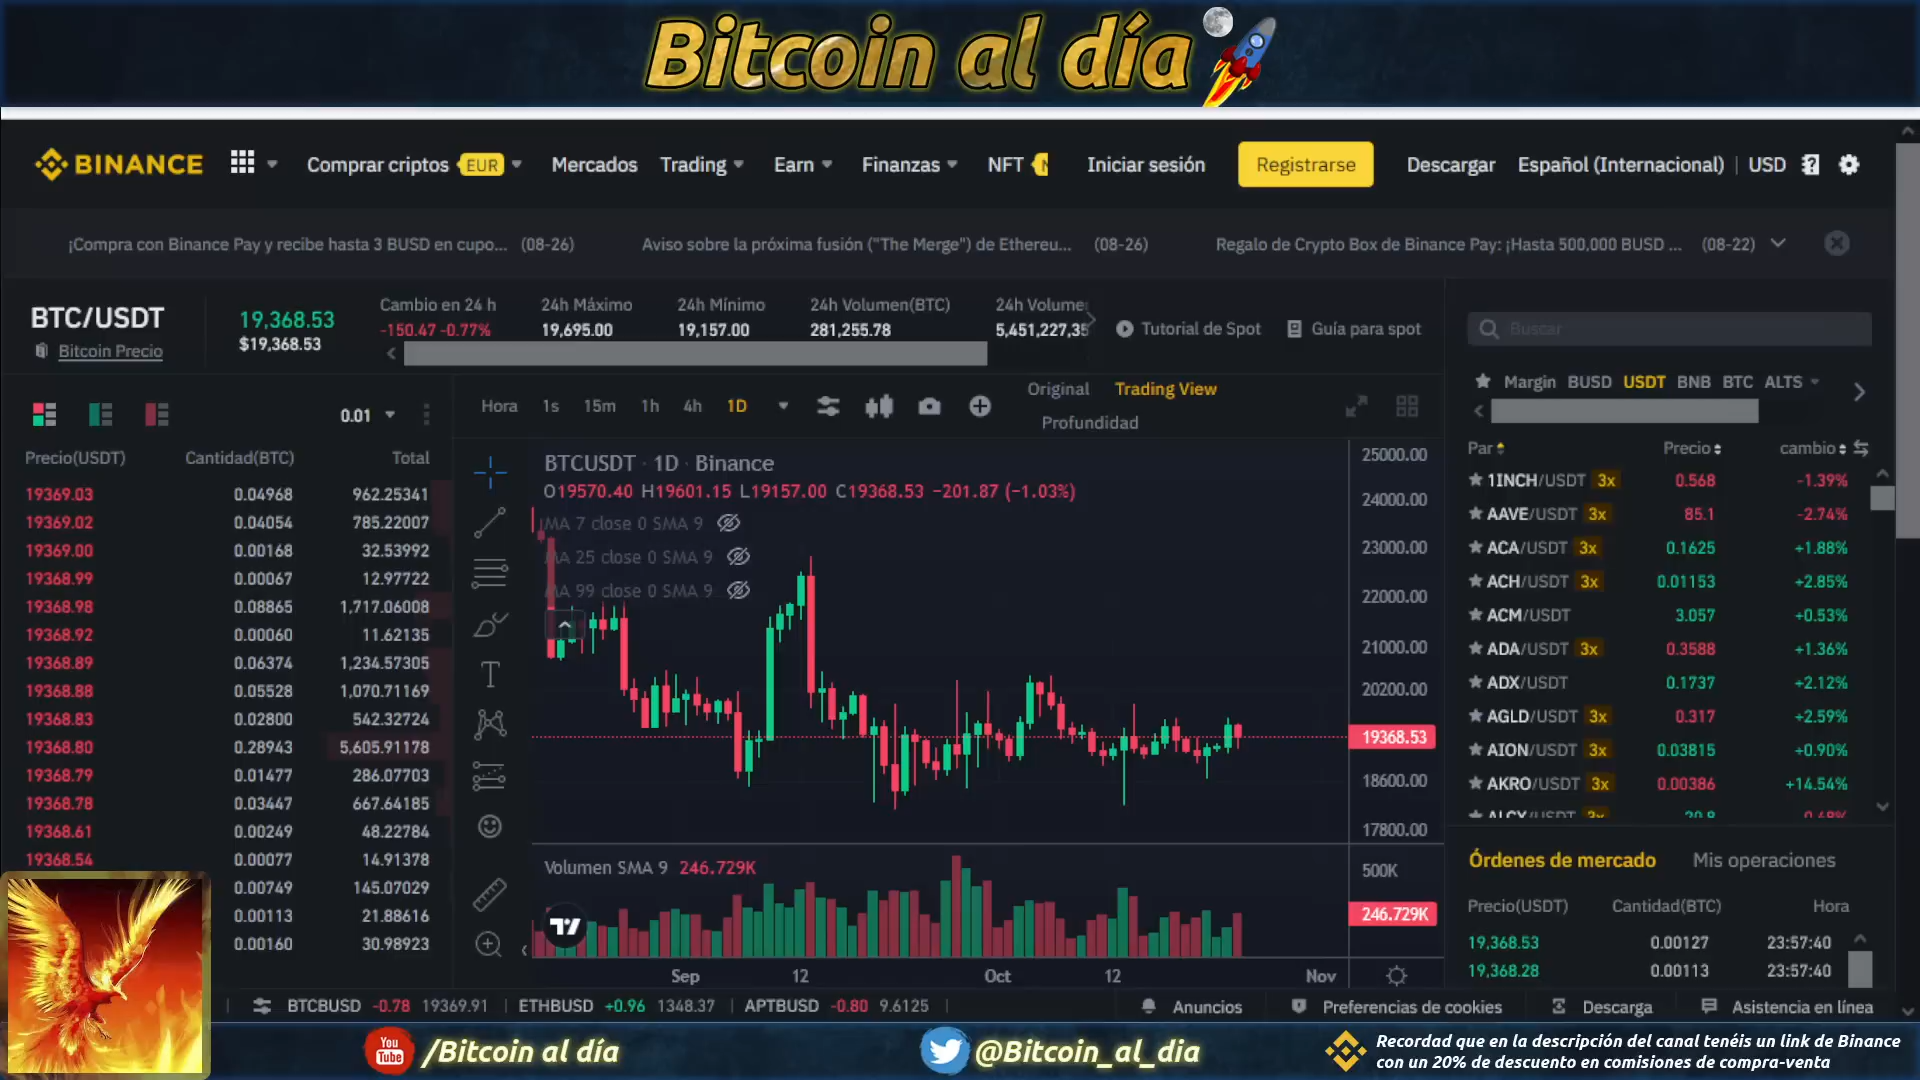 Bitcoin al día
BINANCE
Comprar criptos EUR
Mercados
Trading
Earn
Finanzas
NFT
Iniciar sesión
Registrarse
Descargar
Español (Internacional)
USD
¡Compra con Binance Pay y recibe hasta 3 BUSD en cupo... (08-26)
Aviso sobre la próxima fusión ("The Merge") de Ethereu... (08-26)
Regalo de Crypto Box de Binance Pay: ¡Hasta 500,000 BUSD ... (08-22)
BTC/USDT
Bitcoin Precio
19,368.53
$19,368.53
Cambio en 24 h
-150.47 -0.77%
24h Máximo
19,695.00
24h Mínimo
19,157.00
24h Volumen(BTC)
281,255.78
24h Volume
5,451,227,35
Tutorial de Spot
Guía para spot
Buscar
0.01
Precio(USDT) Cantidad(BTC) Total
19369.03 0.04968 962.25341
19369.02 0.04054 785.22007
19369.00 0.00168 32.53992
19368.99 0.00067 12.97722
19368.98 0.08865 1,717.06008
19368.92 0.00060 11.62135
19368.89 0.06374 1,234.57305
19368.88 0.05528 1,070.71169
19368.83 0.02800 542.32724
19368.80 0.28943 5,605.91178
19368.79 0.01477 286.07703
19368.78 0.03447 667.64185
19368.61 0.00249 48.22784
19368.54 0.00077 14.91378
0.00749 145.07029
0.00113 21.88616
0.00160 30.98923
Hora 1s 15m 1h 4h 1D
Original Trading View
Profundidad
BTCUSDT · 1D · Binance
O19570.40 H19601.15 L19157.00 C19368.53 −201.87 (−1.03%)
MA 7 close 0 SMA 9
MA 25 close 0 SMA 9
MA 99 close 0 SMA 9
25000.00
24000.00
23000.00
22000.00
21000.00
20200.00
19368.53
18600.00
17800.00
Volumen SMA 9 246.729K
500K
246.729K
Sep 12 Oct 12 Nov
Margin BUSD USDT BNB BTC ALTS
Par Precio cambio
1INCH/USDT 3x 0.568 -1.39%
AAVE/USDT 3x 85.1 -2.74%
ACA/USDT 3x 0.1625 +1.88%
ACH/USDT 3x 0.01153 +2.85%
ACM/USDT 3.057 +0.53%
ADA/USDT 3x 0.3588 +1.36%
ADX/USDT 0.1737 +2.12%
AGLD/USDT 3x 0.317 +2.59%
AION/USDT 3x 0.03815 +0.90%
AKRO/USDT 3x 0.00386 +14.54%
Órdenes de mercado Mis operaciones
Precio(USDT) Cantidad(BTC) Hora
19,368.53 0.00127 23:57:40
19,368.28 0.00113 23:57:40
BTCBUSD -0.78 19369.91
ETHBUSD +0.96 1348.37
APTBUSD -0.80 9.6125
Anuncios
Preferencias de cookies
Descarga
Asistencia en línea
You Tube /Bitcoin al día
@Bitcoin_al_dia
Recordad que en la descripción del canal tenéis un link de Binance
con un 20% de descuento en comisiones de compra-venta